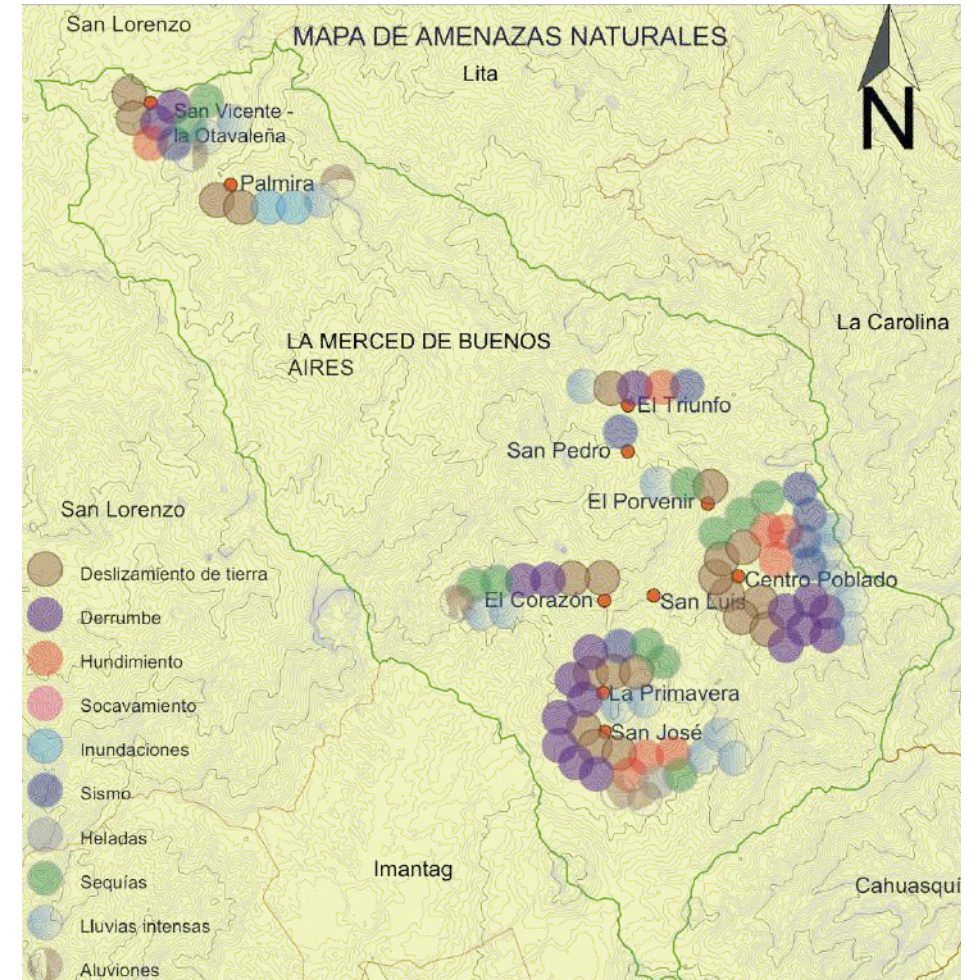 San Lorenzo
MAPA DE AMENAZAS NATURALES
Lita
N
San Vicente -
la Otavaleña
Palmira
LA MERCED DE BUENOS
AIRES
La Carolina
El Triunfo
San Pedro
El Porvenir
San Lorenzo
Deslizamiento de tierra
Centro Poblado
El Corazón
San Luis
Derrumbe
Hundimiento
La Primavera
Socavamiento
San José
Inundaciones
Sismo
Heladas
Imantag
Sequías
Cahuasquí
Lluvias intensas
Aluviones